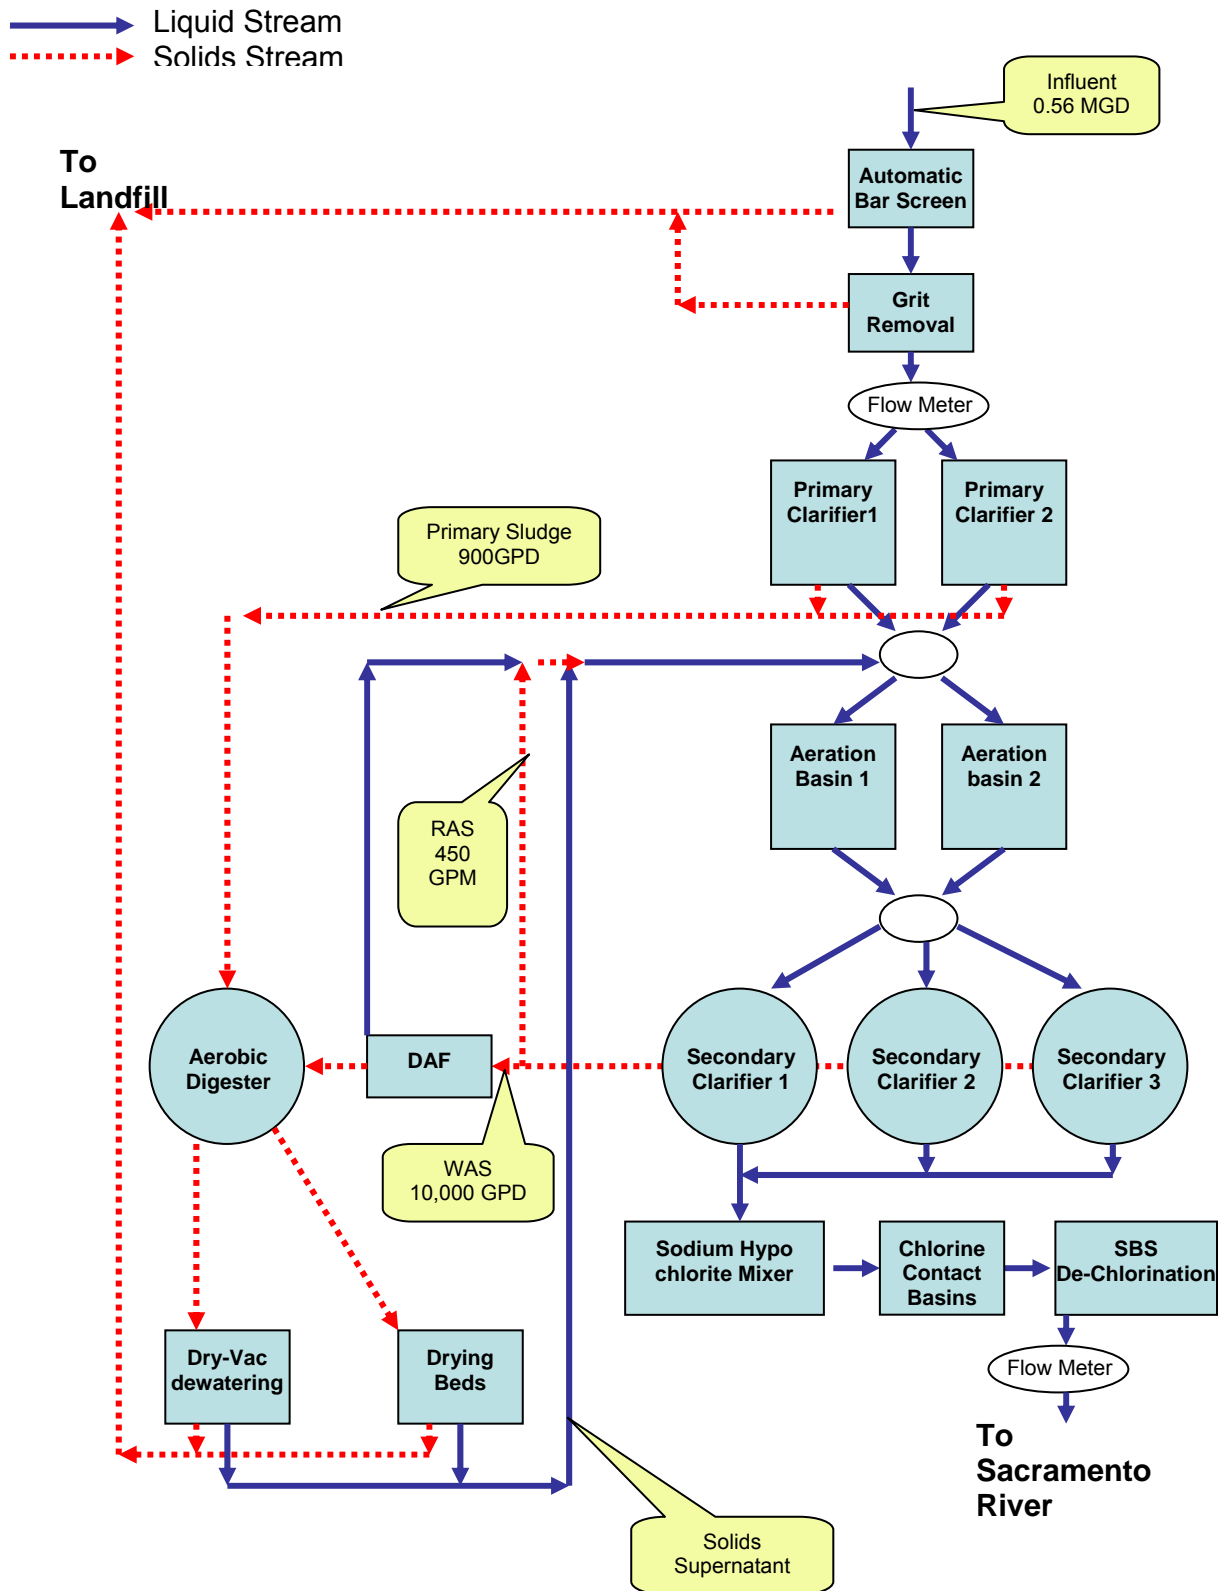 Liquid Stream
Solids Stream
Influent
0.56 MGD
To
Landfill
Automatic
Bar Screen
Grit
Removal
Flow Meter
Primary
Clarifier1
Primary
Clarifier 2
Primary Sludge
900GPD
Aeration
Basin 1
Aeration
basin 2
RAS
450
GPM
Aerobic
Digester
DAF
Secondary
Clarifier 1
Secondary
Clarifier 2
Secondary
Clarifier 3
WAS
10,000 GPD
Sodium Hypo
chlorite Mixer
Chlorine
Contact
Basins
SBS
De-Chlorination
Dry-Vac
dewatering
Drying
Beds
Flow Meter
To
Sacramento
River
Solids
Supernatant